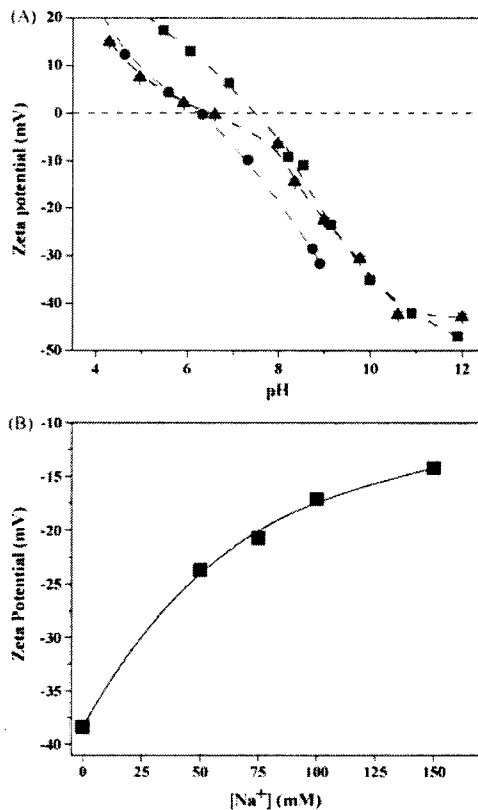 (A)
20
10
0
-10
-20
-30
-40
-50
Zeta potential (mV)
4 6 8 10 12
pH
(B)
-10
-15
-20
-25
-30
-35
-40
Zeta Potential (mV)
0 25 50 75 100 125 150
[Na⁺] (mM)